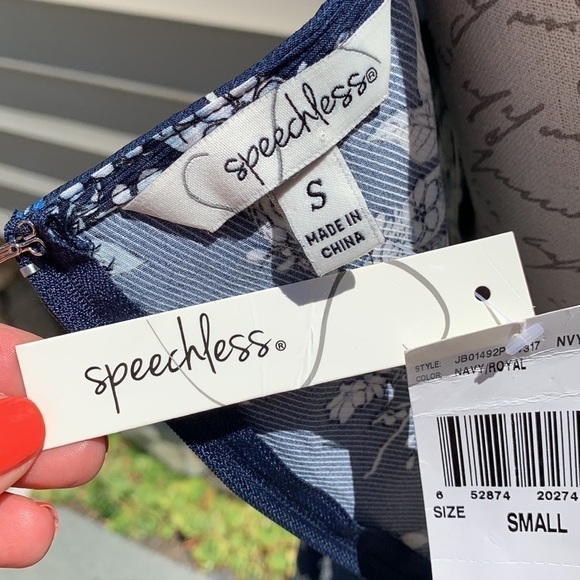 speechless®
S
MADE IN
CHINA
speechless®
STYLE: NVY
COLOR: NAVY/ROYAL
6 52874 20274
SIZE SMALL